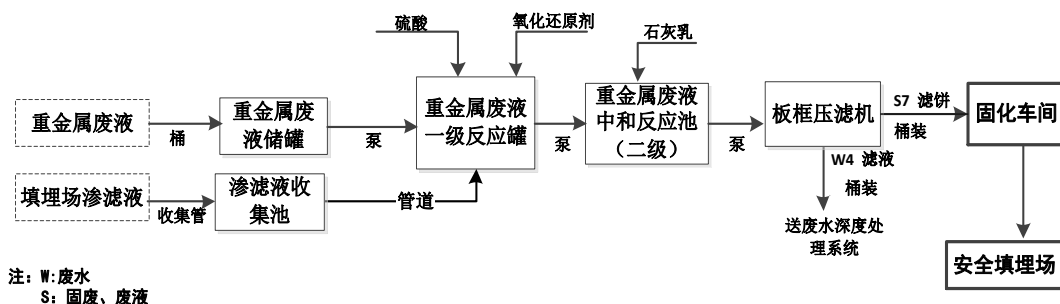 硫酸
氧化还原剂
石灰乳
重金属废液
桶
重金属废
液储罐
泵
重金属废液
一级反应罐
泵
重金属废液
中和反应池
（二级）
泵
板框压滤机
S7 滤饼
桶装
固化车间
填埋场渗滤液
收集管
渗滤液收
集池
管道
W4 滤液
桶装
送废水深度处
理系统
安全填埋场
注：W:废水
S：固废、废液